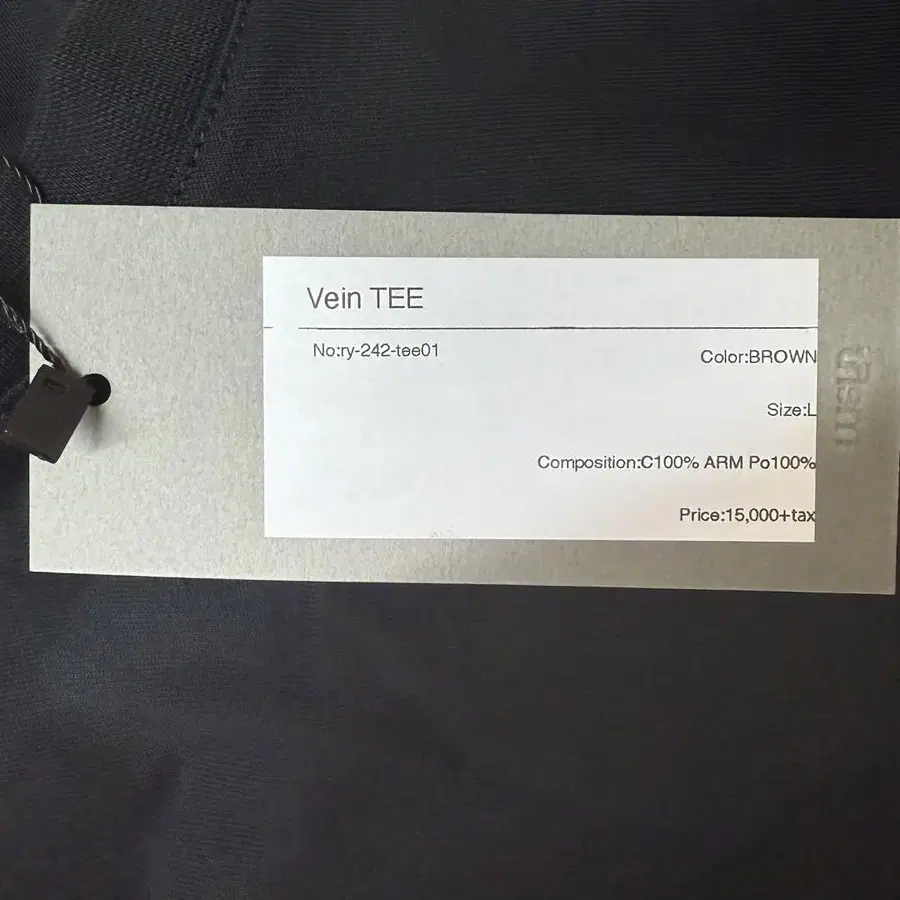 Vein TEE
No:ry-242-tee01
Color:BROWN
Size:L
Composition:C100% ARM Po100%
Price:15,000+tax